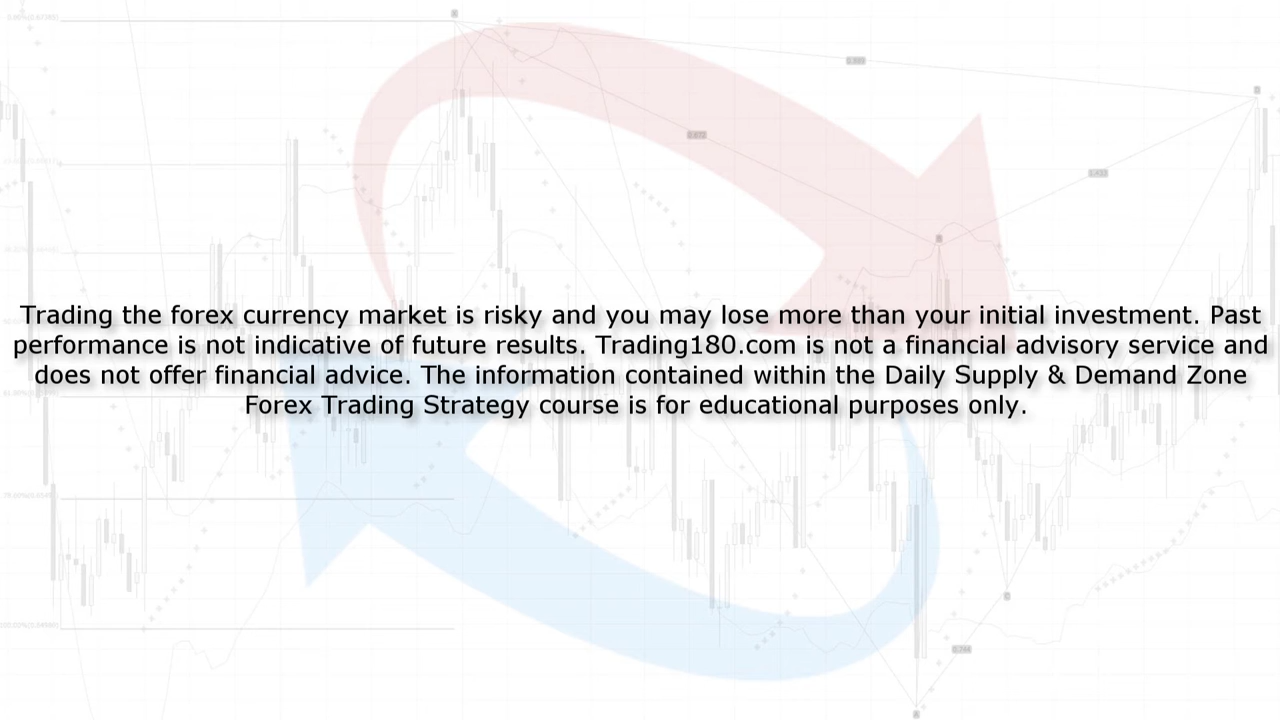 Trading the forex currency market is risky and you may lose more than your initial investment. Past
performance is not indicative of future results. Trading180.com is not a financial advisory service and
does not offer financial advice. The information contained within the Daily Supply & Demand Zone
Forex Trading Strategy course is for educational purposes only.